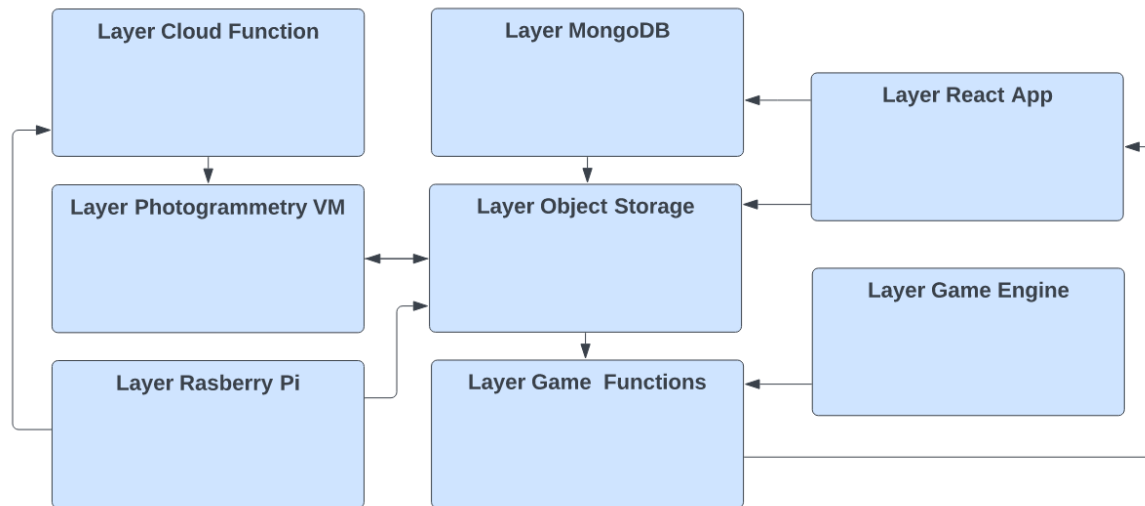 Layer Cloud Function
Layer MongoDB
Layer React App
Layer Photogrammetry VM
Layer Object Storage
Layer Game Engine
Layer Rasberry Pi
Layer Game  Functions